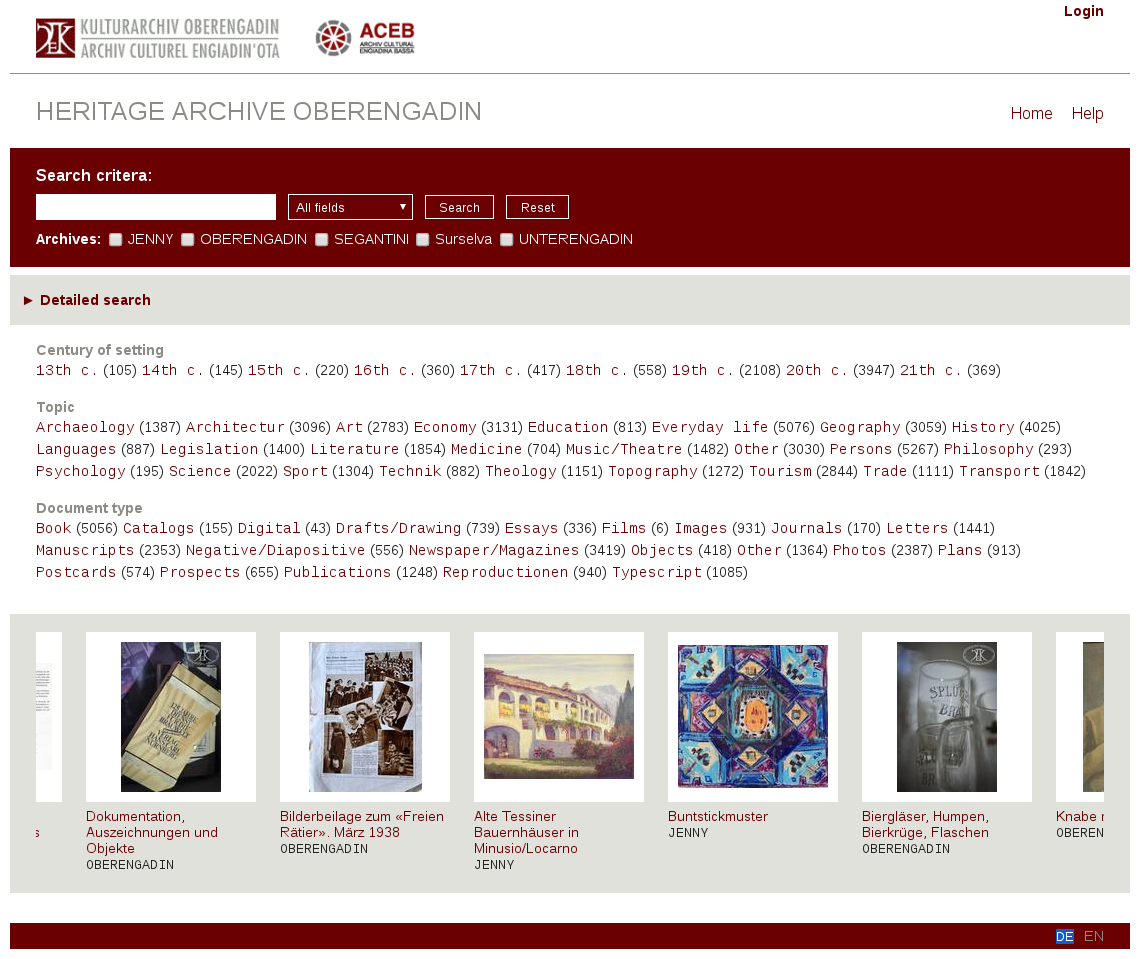 Login
KULTURARCHIV OBERENGADIN
ARCHIV CULTUREL ENGIADIN'OTA
ACEB
ARCHIV CULTURAL
ENGIADINA BASSA
HERITAGE ARCHIVE OBERENGADIN
Home Help
Search critera:
All fields ▼ Search Reset
Archives: JENNY OBERENGADIN SEGANTINI Surselva UNTERENGADIN
► Detailed search
Century of setting
13th c. (105) 14th c. (145) 15th c. (220) 16th c. (360) 17th c. (417) 18th c. (558) 19th c. (2108) 20th c. (3947) 21th c. (369)
Topic
Archaeology (1387) Architectur (3096) Art (2783) Economy (3131) Education (813) Everyday life (5076) Geography (3059) History (4025)
Languages (887) Legislation (1400) Literature (1854) Medicine (704) Music/Theatre (1482) Other (3030) Persons (5267) Philosophy (293)
Psychology (195) Science (2022) Sport (1304) Technik (882) Theology (1151) Topography (1272) Tourism (2844) Trade (1111) Transport (1842)
Document type
Book (5056) Catalogs (155) Digital (43) Drafts/Drawing (739) Essays (336) Films (6) Images (931) Journals (170) Letters (1441)
Manuscripts (2353) Negative/Diapositive (556) Newspaper/Magazines (3419) Objects (418) Other (1364) Photos (2387) Plans (913)
Postcards (574) Prospects (655) Publications (1248) Reproductionen (940) Typescript (1085)
s
Dokumentation,
Auszeichnungen und
Objekte
OBERENGADIN
Bilderbeilage zum «Freien
Rätier». März 1938
OBERENGADIN
Alte Tessiner
Bauernhäuser in
Minusio/Locarno
JENNY
Buntstickmuster
JENNY
Biergläser, Humpen,
Bierkrüge, Flaschen
OBERENGADIN
Knabe
OBEREN
DE EN